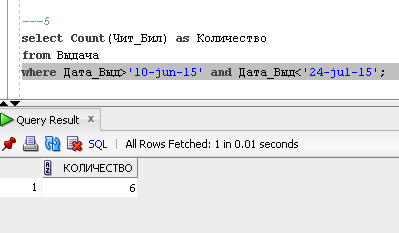 ---5
select Count(Чит_Бил) as Количество
from Выдача
where Дата_Выд>'10-jun-15' and Дата_Выд<'24-jul-15';
Query Result x
SQL | All Rows Fetched: 1 in 0.01 seconds
КОЛИЧЕСТВО
1 6